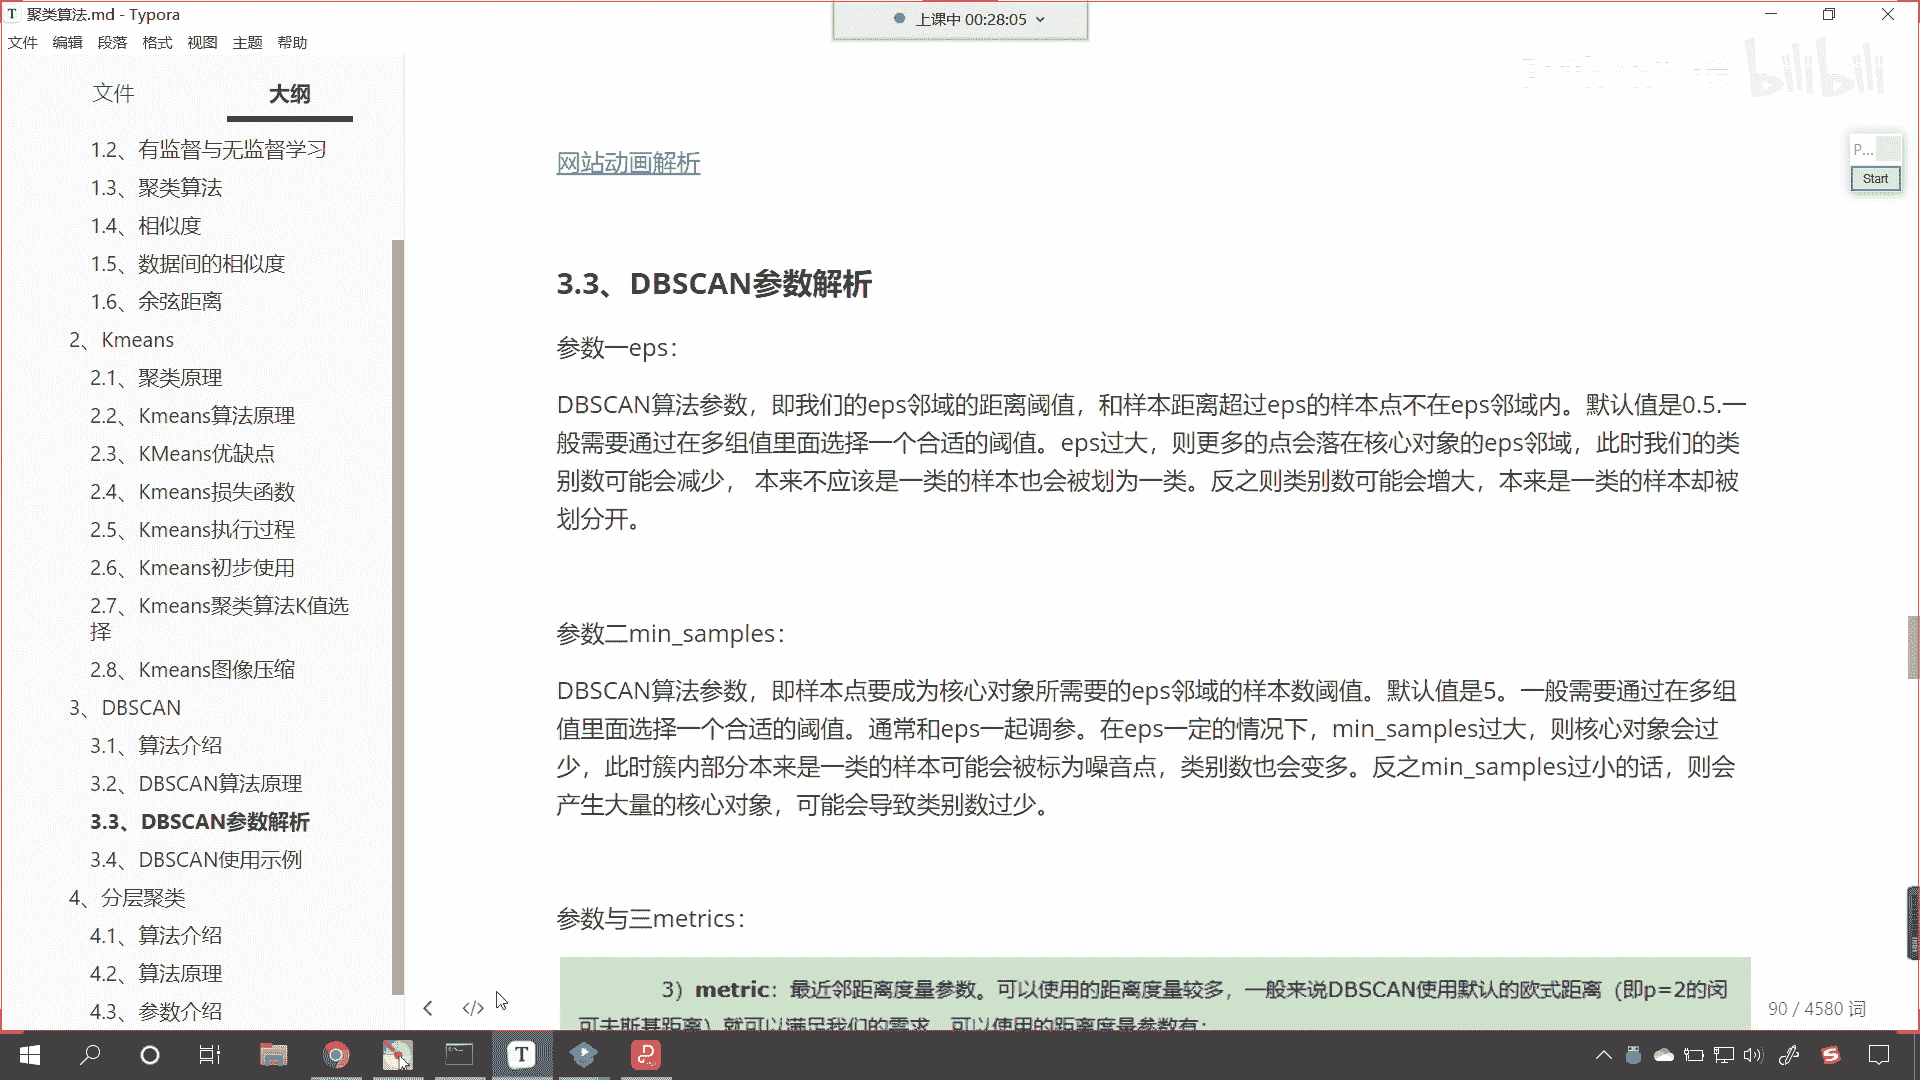 聚类算法.md - Typora
上课中 00:28:05
文件 编辑 段落 格式 视图 主题 帮助
bilibili
文件 大纲
P...
Start
1.2、有监督与无监督学习
1.3、聚类算法
1.4、相似度
1.5、数据间的相似度
1.6、余弦距离
2、Kmeans
2.1、聚类原理
2.2、Kmeans算法原理
2.3、KMeans优缺点
2.4、Kmeans损失函数
2.5、Kmeans执行过程
2.6、Kmeans初步使用
2.7、Kmeans聚类算法K值选
择
2.8、Kmeans图像压缩
3、DBSCAN
3.1、算法介绍
3.2、DBSCAN算法原理
3.3、DBSCAN参数解析
3.4、DBSCAN使用示例
4、分层聚类
4.1、算法介绍
4.2、算法原理
4.3、参数介绍
网站动画解析
3.3、DBSCAN参数解析
参数一eps：
DBSCAN算法参数，即我们的eps邻域的距离阈值，和样本距离超过eps的样本点不在eps邻域内。默认值是0.5.一
般需要通过在多组值里面选择一个合适的阈值。eps过大，则更多的点会落在核心对象的eps邻域，此时我们的类
别数可能会减少， 本来不应该是一类的样本也会被划为一类。反之则类别数可能会增大，本来是一类的样本却被
划分开。
参数二min_samples：
DBSCAN算法参数，即样本点要成为核心对象所需要的eps邻域的样本数阈值。默认值是5。一般需要通过在多组
值里面选择一个合适的阈值。通常和eps一起调参。在eps一定的情况下，min_samples过大，则核心对象会过
少，此时簇内部分本来是一类的样本可能会被标为噪音点，类别数也会变多。反之min_samples过小的话，则会
产生大量的核心对象，可能会导致类别数过少。
参数与三metrics：
3）metric：最近邻距离度量参数。可以使用的距离度量较多，一般来说DBSCAN使用默认的欧式距离（即p=2的闵
可夫斯基距离）就可以满足我们的需求。可以使用的距离度量参数有：
90 / 4580 词